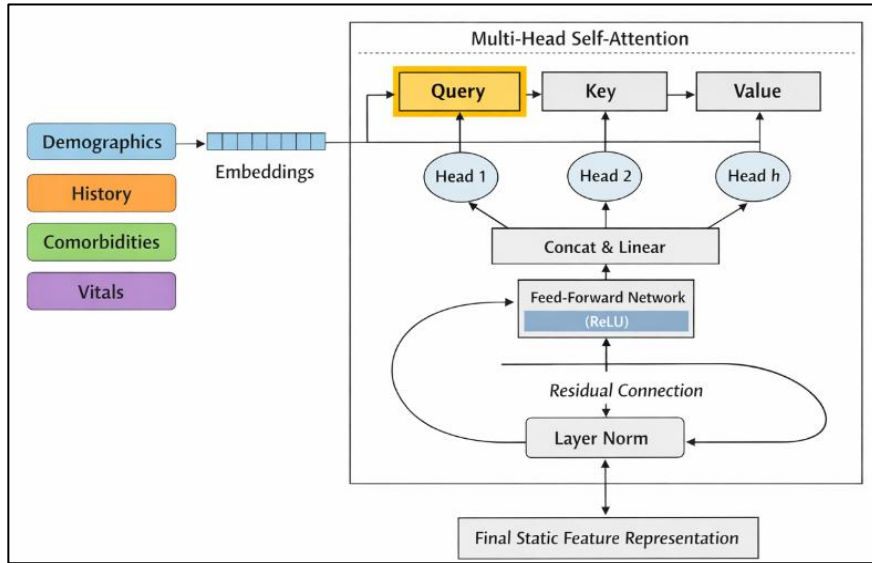 Multi-Head Self-Attention
Query
Key
Value
Demographics
Embeddings
History
Comorbidities
Vitals
Head 1
Head 2
Head h
Concat & Linear
Feed-Forward Network
(ReLU)
Residual Connection
Layer Norm
Final Static Feature Representation